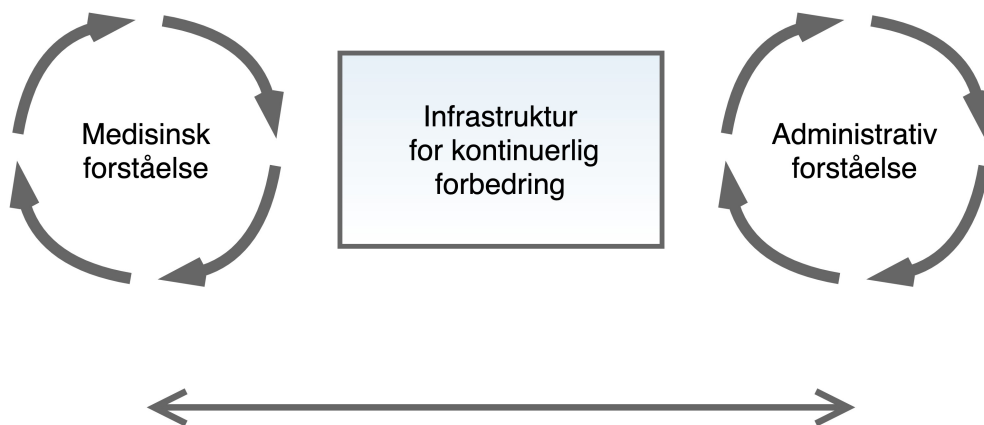 Medisinsk
forståelse
Infrastruktur
for kontinuerlig
forbedring
Administrativ
forståelse